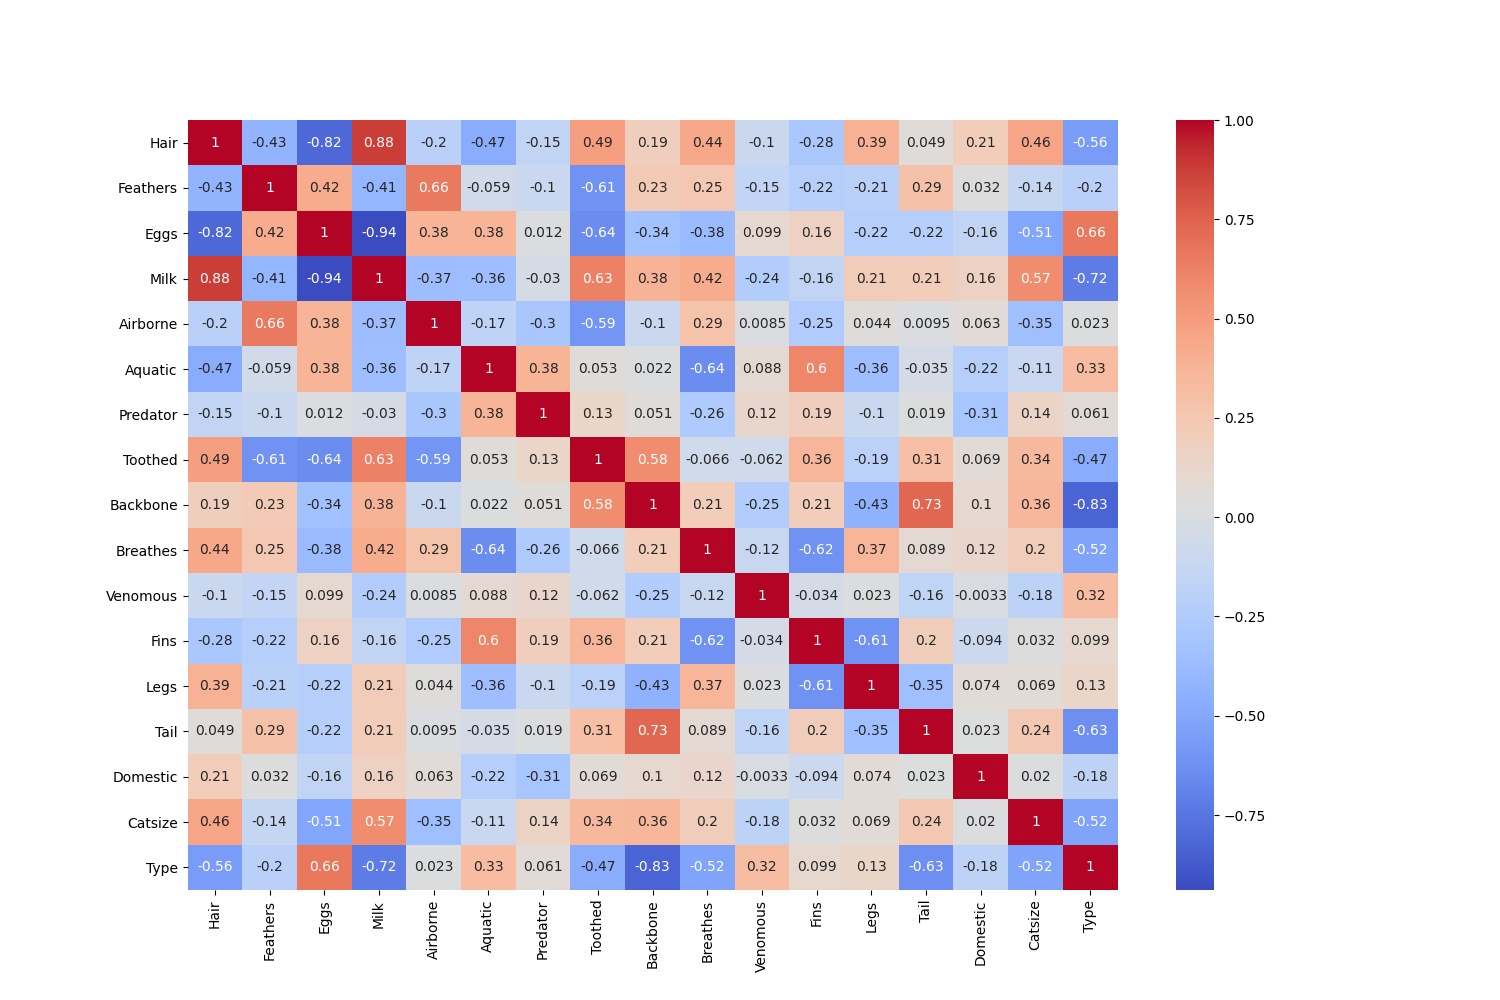 Hair 1 -0.43 -0.82 0.88 -0.2 -0.47 -0.15 0.49 0.19 0.44 -0.1 -0.28 0.39 0.049 0.21 0.46 -0.56
Feathers -0.43 1 0.42 -0.41 0.66 -0.059 -0.1 -0.61 0.23 0.25 -0.15 -0.22 -0.21 0.29 0.032 -0.14 -0.2
Eggs -0.82 0.42 1 -0.94 0.38 0.38 0.012 -0.64 -0.34 -0.38 0.099 0.16 -0.22 -0.22 -0.16 -0.51 0.66
Milk 0.88 -0.41 -0.94 1 -0.37 -0.36 -0.03 0.63 0.38 0.42 -0.24 -0.16 0.21 0.21 0.16 0.57 -0.72
Airborne -0.2 0.66 0.38 -0.37 1 -0.17 -0.3 -0.59 -0.1 0.29 0.0085 -0.25 0.044 0.0095 0.063 -0.35 0.023
Aquatic -0.47 -0.059 0.38 -0.36 -0.17 1 0.38 0.053 0.022 -0.64 0.088 0.6 -0.36 -0.035 -0.22 -0.11 0.33
Predator -0.15 -0.1 0.012 -0.03 -0.3 0.38 1 0.13 0.051 -0.26 0.12 0.19 -0.1 0.019 -0.31 0.14 0.061
Toothed 0.49 -0.61 -0.64 0.63 -0.59 0.053 0.13 1 0.58 -0.066 -0.062 0.36 -0.19 0.31 0.069 0.34 -0.47
Backbone 0.19 0.23 -0.34 0.38 -0.1 0.022 0.051 0.58 1 0.21 -0.25 0.21 -0.43 0.73 0.1 0.36 -0.83
Breathes 0.44 0.25 -0.38 0.42 0.29 -0.64 -0.26 -0.066 0.21 1 -0.12 -0.62 0.37 0.089 0.12 0.2 -0.52
Venomous -0.1 -0.15 0.099 -0.24 0.0085 0.088 0.12 -0.062 -0.25 -0.12 1 -0.034 0.023 -0.16 -0.0033 -0.18 0.32
Fins -0.28 -0.22 0.16 -0.16 -0.25 0.6 0.19 0.36 0.21 -0.62 -0.034 1 -0.61 0.2 -0.094 0.032 0.099
Legs 0.39 -0.21 -0.22 0.21 0.044 -0.36 -0.1 -0.19 -0.43 0.37 0.023 -0.61 1 -0.35 0.074 0.069 0.13
Tail 0.049 0.29 -0.22 0.21 0.0095 -0.035 0.019 0.31 0.73 0.089 -0.16 0.2 -0.35 1 0.023 0.24 -0.63
Domestic 0.21 0.032 -0.16 0.16 0.063 -0.22 -0.31 0.069 0.1 0.12 -0.0033 -0.094 0.074 0.023 1 0.02 -0.18
Catsize 0.46 -0.14 -0.51 0.57 -0.35 -0.11 0.14 0.34 0.36 0.2 -0.18 0.032 0.069 0.24 0.02 1 -0.52
Type -0.56 -0.2 0.66 -0.72 0.023 0.33 0.061 -0.47 -0.83 -0.52 0.32 0.099 0.13 -0.63 -0.18 -0.52 1
Hair Feathers Eggs Milk Airborne Aquatic Predator Toothed Backbone Breathes Venomous Fins Legs Tail Domestic Catsize Type
1.00
0.75
0.50
0.25
0.00
−0.25
−0.50
−0.75